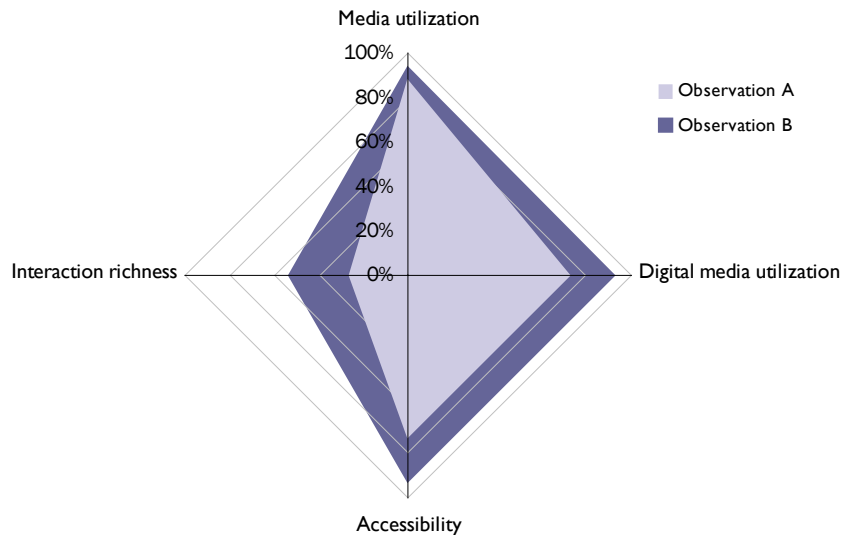 Media utilization
100%
80%
60%
40%
20%
0%
Observation A
Observation B
Interaction richness
Digital media utilization
Accessibility